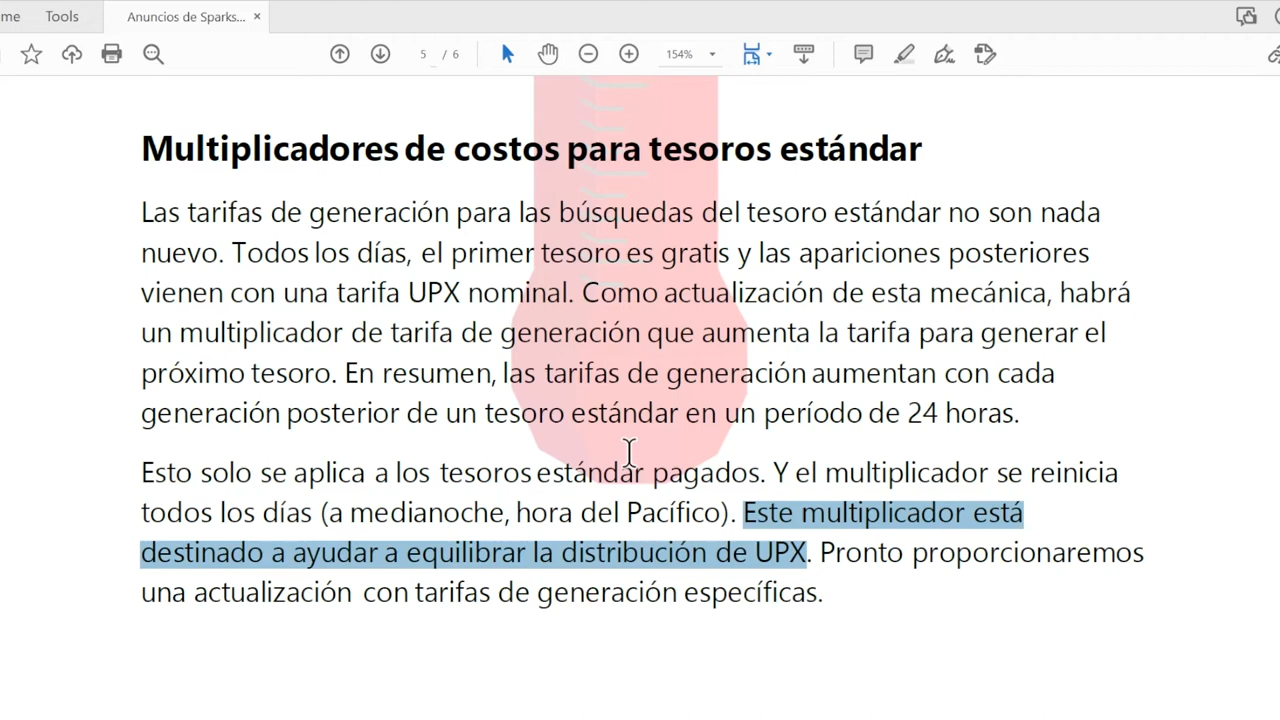 me Tools Anuncios de Sparks... ×
5 / 6 154%
Multiplicadores de costos para tesoros estándar
Las tarifas de generación para las búsquedas del tesoro estándar no son nada
nuevo. Todos los días, el primer tesoro es gratis y las apariciones posteriores
vienen con una tarifa UPX nominal. Como actualización de esta mecánica, habrá
un multiplicador de tarifa de generación que aumenta la tarifa para generar el
próximo tesoro. En resumen, las tarifas de generación aumentan con cada
generación posterior de un tesoro estándar en un período de 24 horas.
Esto solo se aplica a los tesoros estándar pagados. Y el multiplicador se reinicia
todos los días (a medianoche, hora del Pacífico). Este multiplicador está
destinado a ayudar a equilibrar la distribución de UPX. Pronto proporcionaremos
una actualización con tarifas de generación específicas.